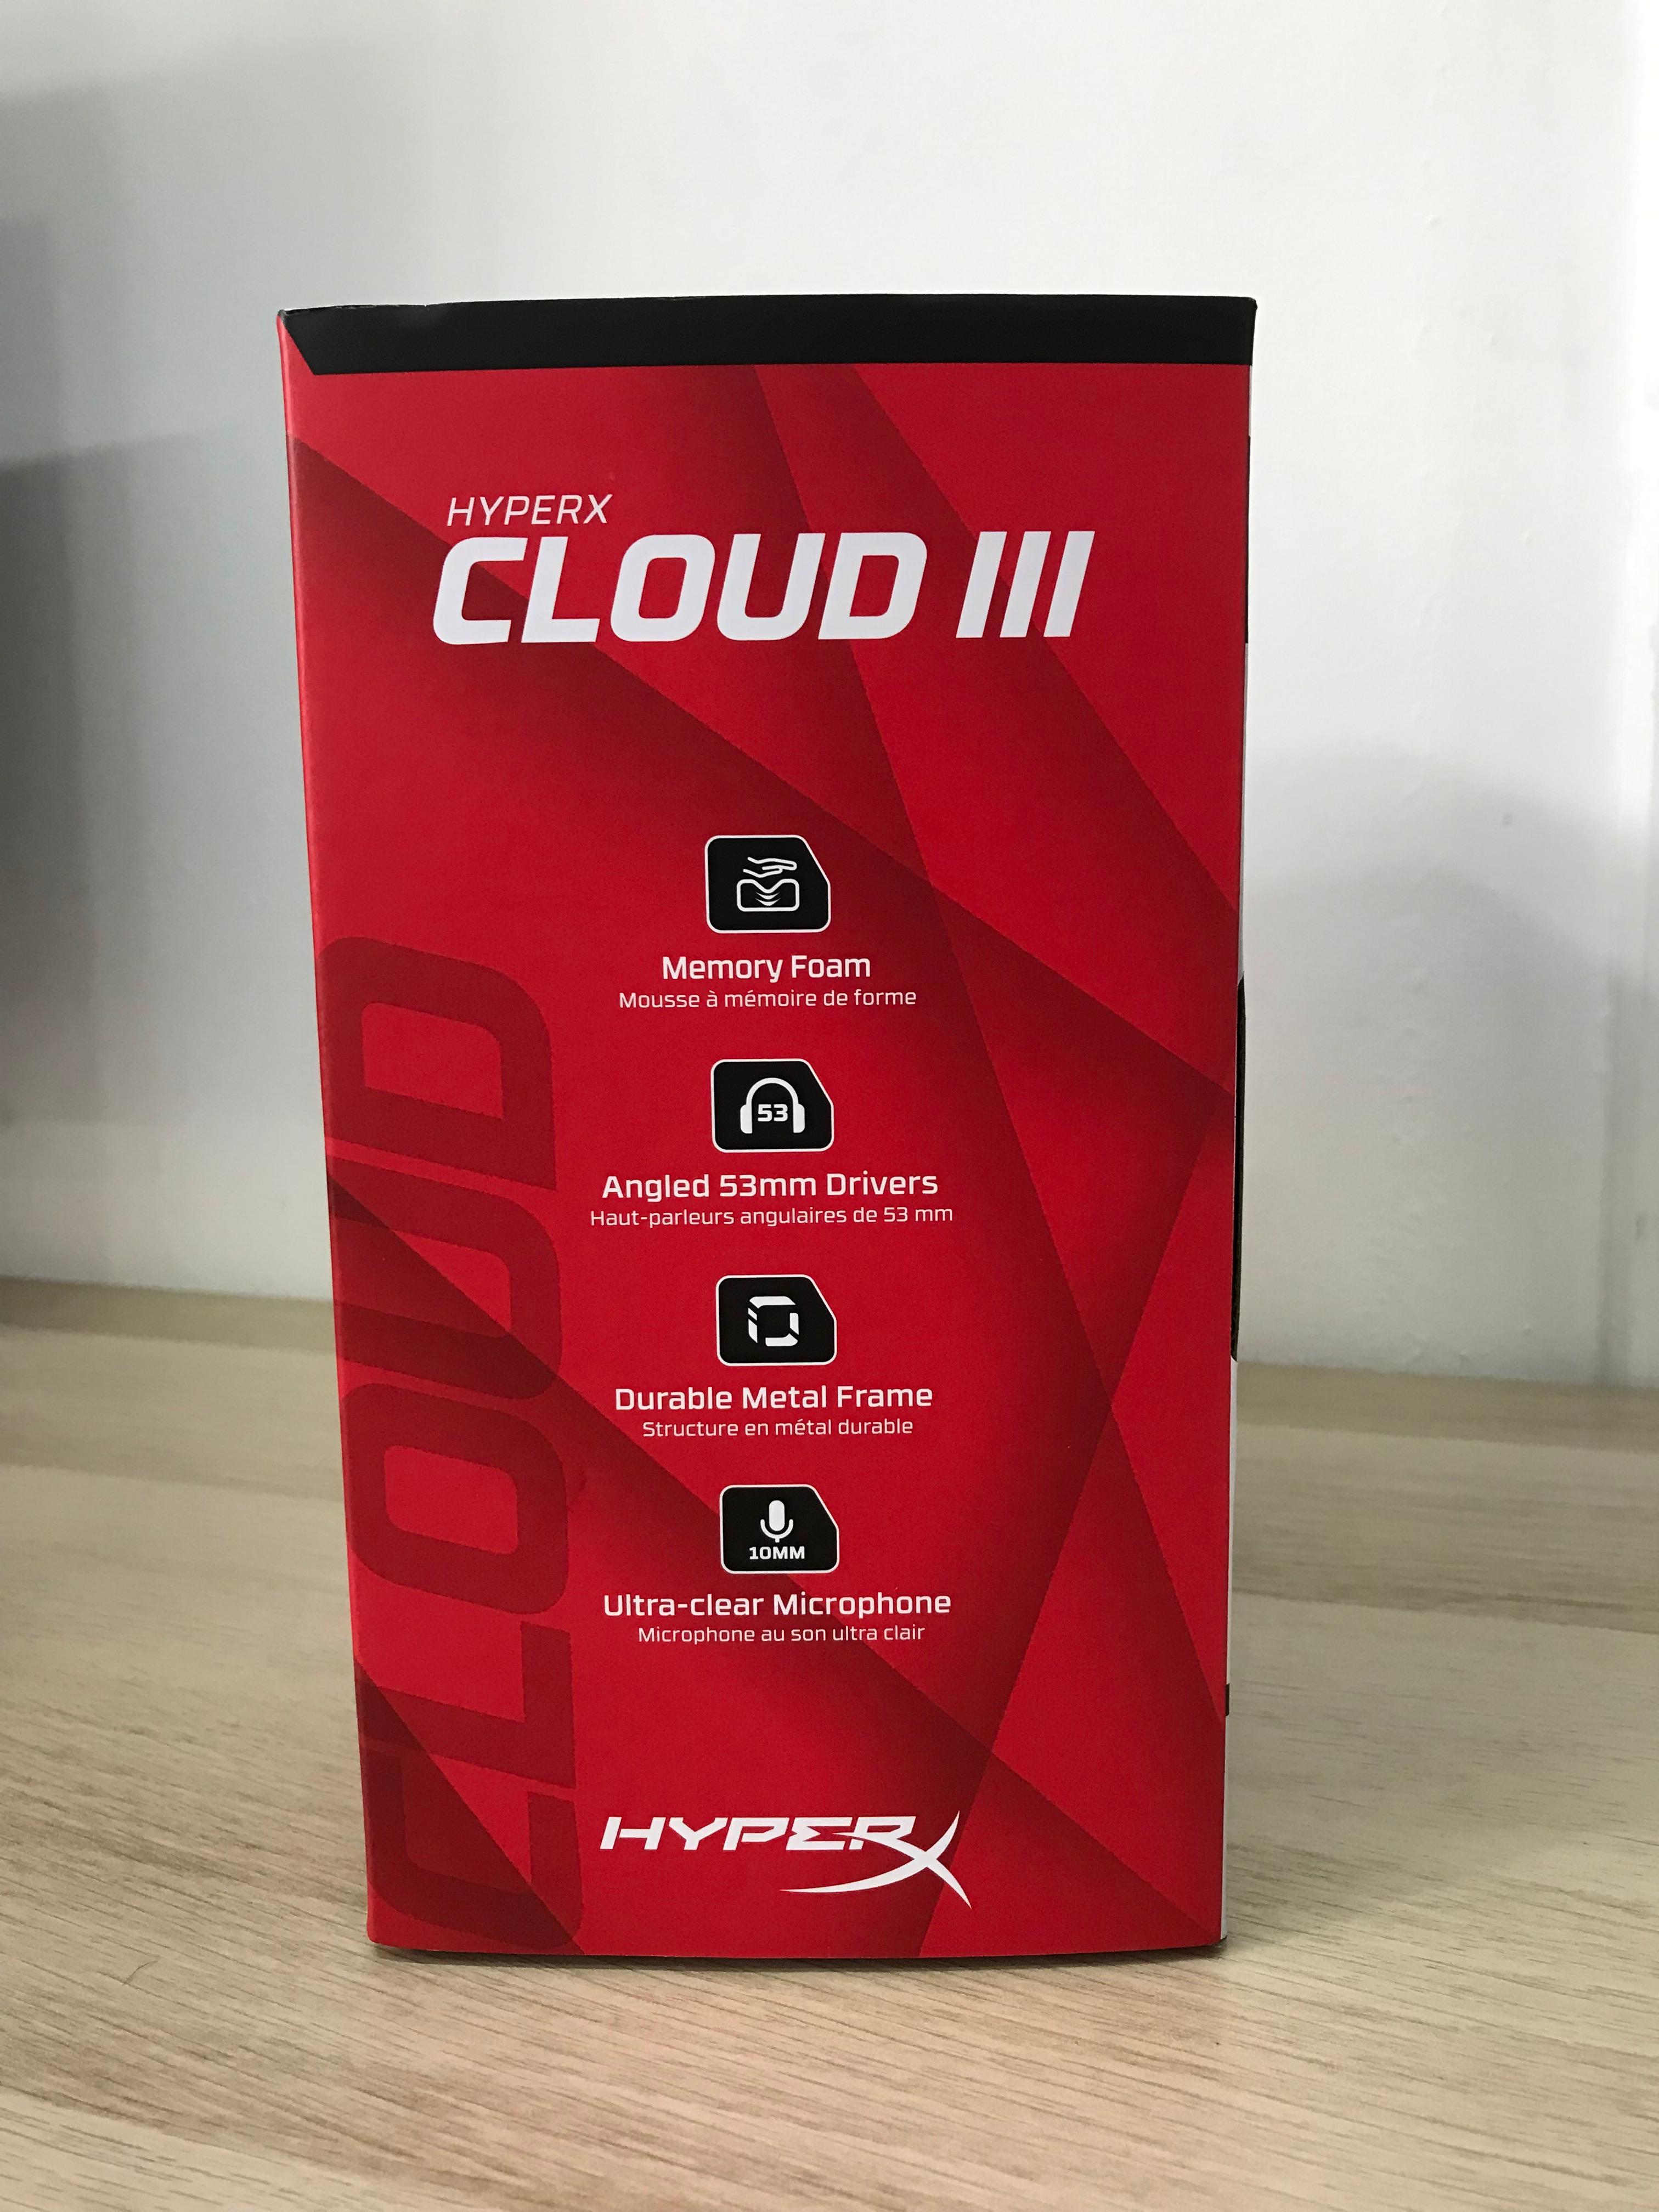 HYPERX
CLOUD III
Memory Foam
Mousse à mémoire de forme
53
Angled 53mm Drivers
Haut-parleurs angulaires de 53 mm
Durable Metal Frame
Structure en métal durable
10MM
Ultra-clear Microphone
Microphone au son ultra clair
CLOUD
HYPERX